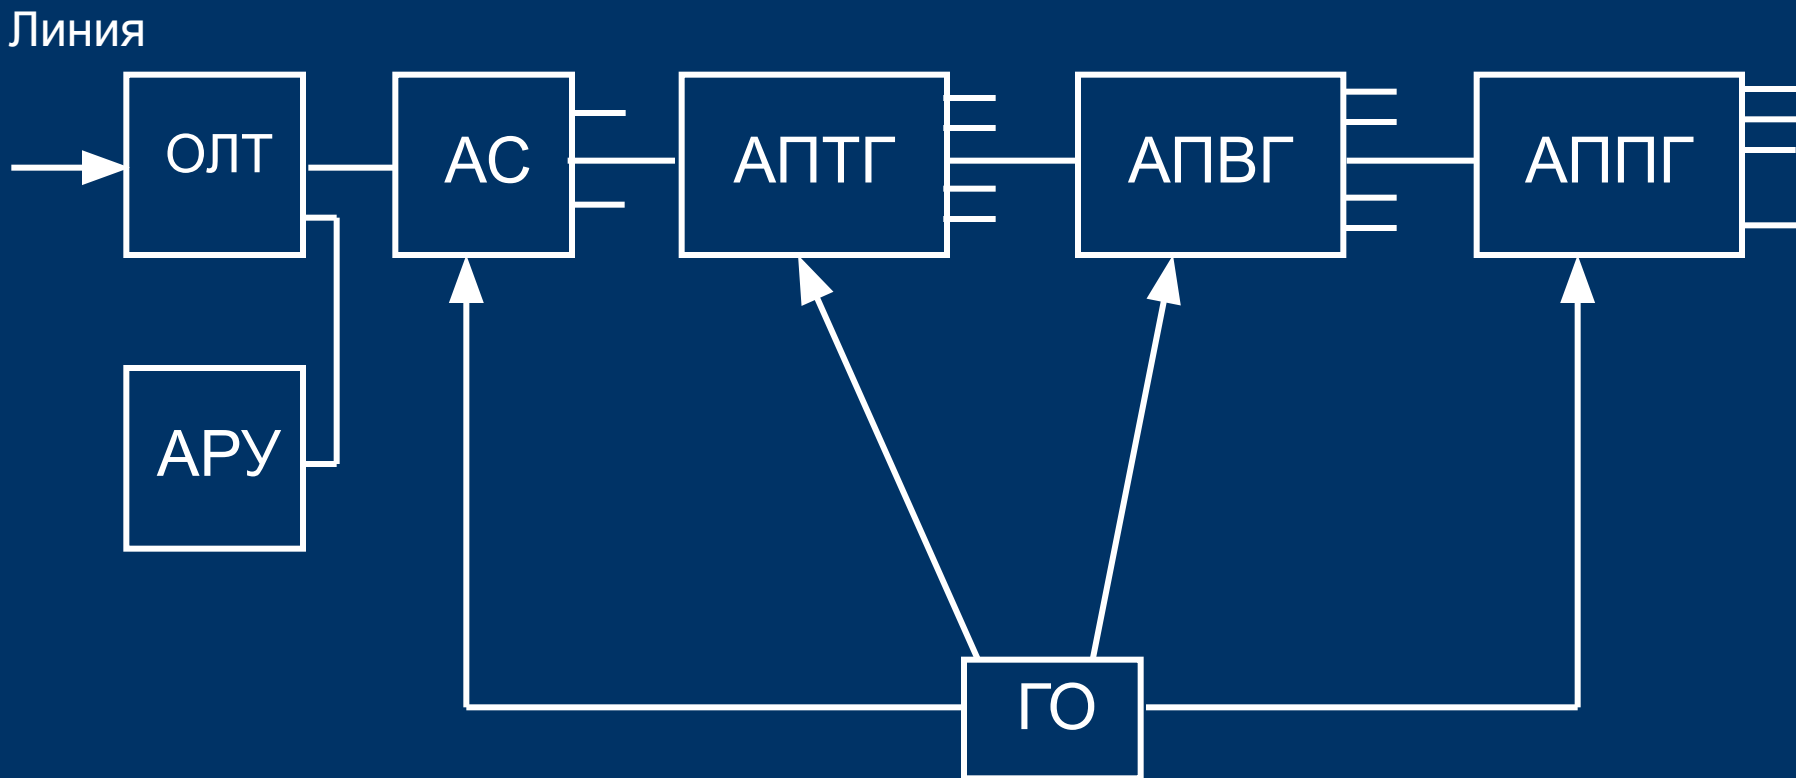 Линия
ОЛТ
АС
АПТГ
АПВГ
АППГ
АРУ
ГО